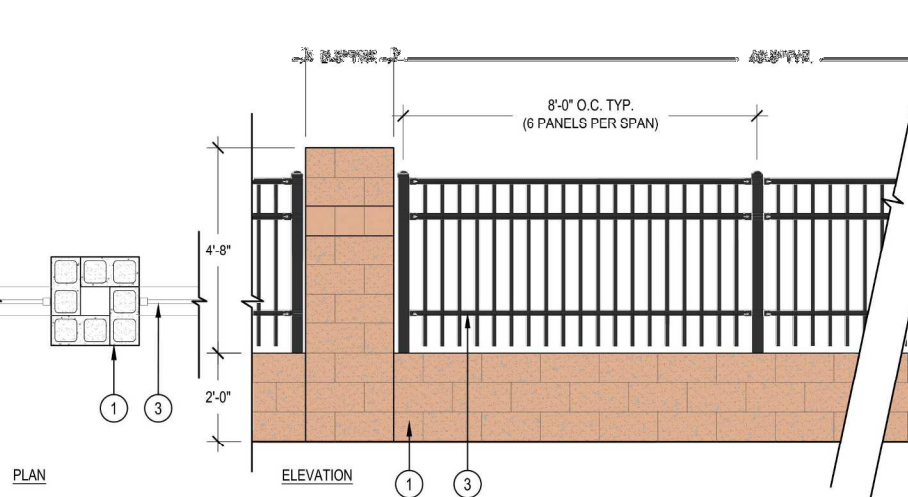 8'-0" O.C. TYP.
(6 PANELS PER SPAN)
4'-8"
2'-0"
1
3
PLAN
ELEVATION
1
3